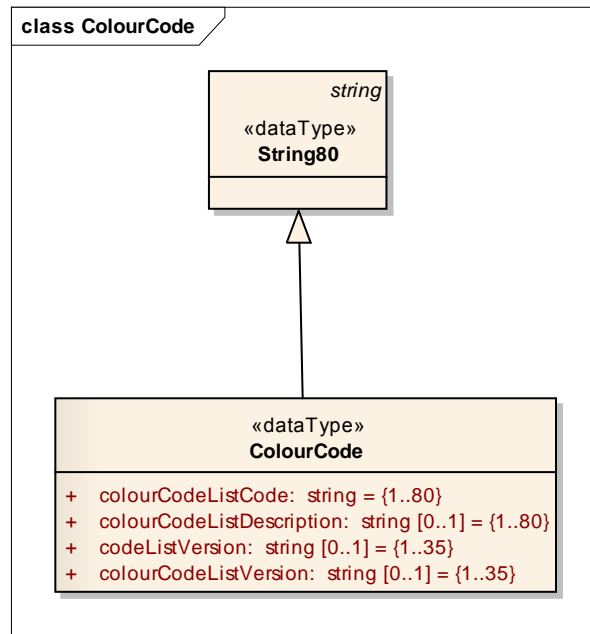 class ColourCode
string
«dataType»
String80
«dataType»
ColourCode
+ colourCodeListCode: string = {1..80}
+ colourCodeListDescription: string [0..1] = {1..80}
+ codeListVersion: string [0..1] = {1..35}
+ colourCodeListVersion: string [0..1] = {1..35}